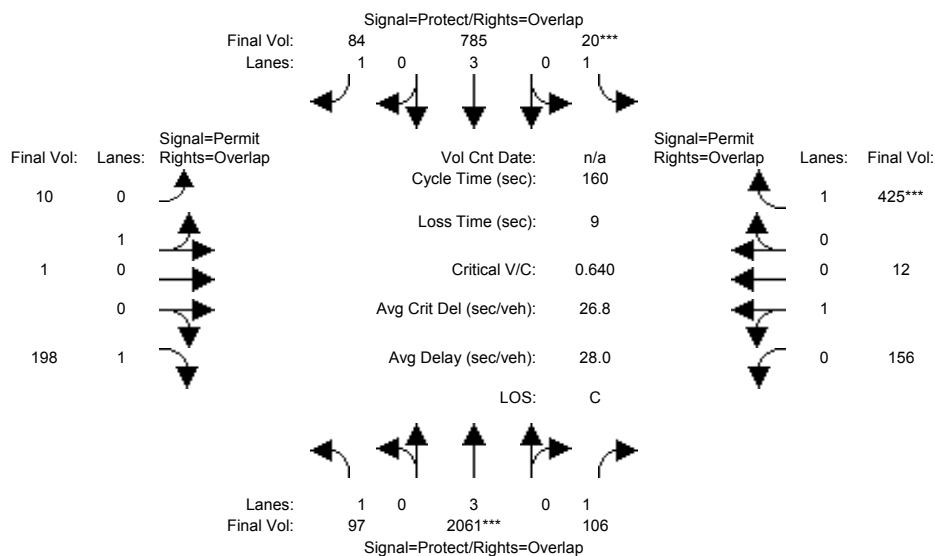 Signal=Protect/Rights=Overlap
Final Vol: 84 785 20***
Lanes: 1 0 3 0 1
Signal=Permit
Final Vol: Lanes: Rights=Overlap
Vol Cnt Date: n/a
Signal=Permit
Rights=Overlap Lanes: Final Vol:
Cycle Time (sec): 160
10 0
1 425***
Loss Time (sec): 9
1
0
1 0
Critical V/C: 0.640
0 12
0
Avg Crit Del (sec/veh): 26.8
1
198 1
Avg Delay (sec/veh): 28.0
0 156
LOS: C
Lanes: 1 0 3 0 1
Final Vol: 97 2061*** 106
Signal=Protect/Rights=Overlap